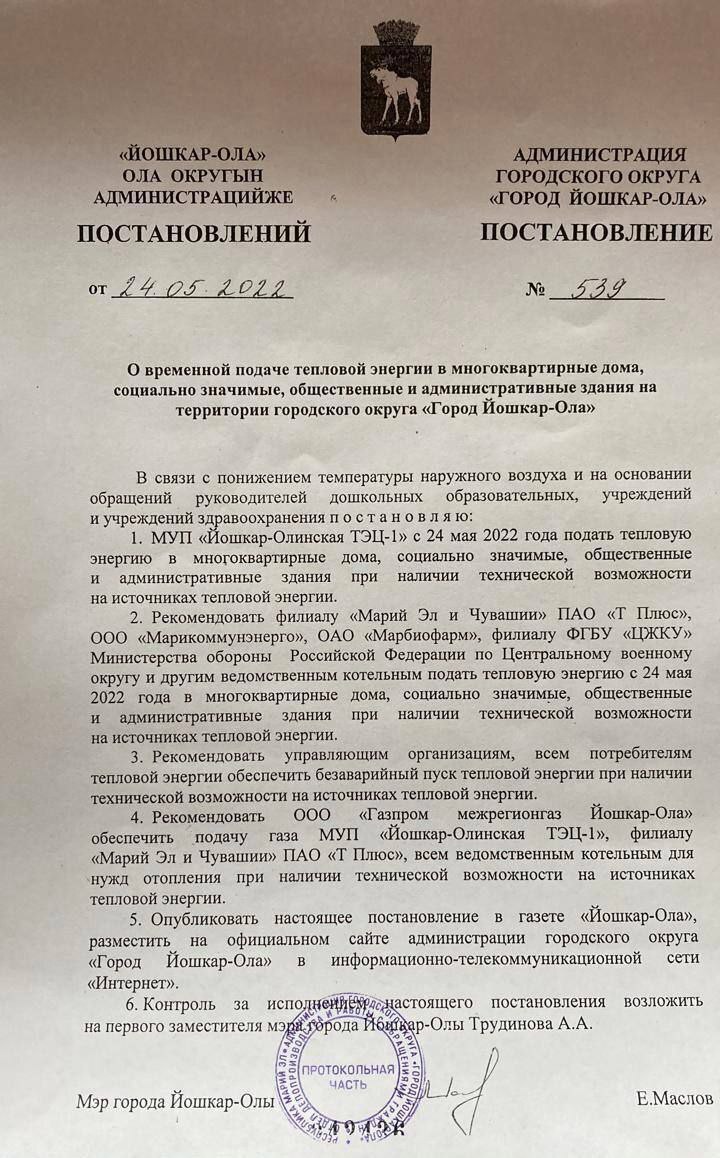 «ЙОШКАР-ОЛА»
ОЛА ОКРУГЫН
АДМИНИСТРАЦИЙЖЕ
ПОСТАНОВЛЕНИЙ
АДМИНИСТРАЦИЯ
ГОРОДСКОГО ОКРУГА
«ГОРОД ЙОШКАР-ОЛА»
ПОСТАНОВЛЕНИЕ
от 24.05.2022
№ 539
О временной подаче тепловой энергии в многоквартирные дома,
социально значимые, общественные и административные здания на
территории городского округа «Город Йошкар-Ола»
В связи с понижением температуры наружного воздуха и на основании
обращений руководителей дошкольных образовательных, учреждений
и учреждений здравоохранения п о с т а н о в л я ю:
1. МУП «Йошкар-Олинская ТЭЦ-1» с 24 мая 2022 года подать тепловую
энергию в многоквартирные дома, социально значимые, общественные
и административные здания при наличии технической возможности
на источниках тепловой энергии.
2. Рекомендовать филиалу «Марий Эл и Чувашии» ПАО «Т Плюс»,
ООО «Марикоммунэнерго», ОАО «Марбиофарм», филиалу ФГБУ «ЦЖКУ»
Министерства обороны Российской Федерации по Центральному военному
округу и другим ведомственным котельным подать тепловую энергию с 24 мая
2022 года в многоквартирные дома, социально значимые, общественные
и административные здания при наличии технической возможности
на источниках тепловой энергии.
3. Рекомендовать управляющим организациям, всем потребителям
тепловой энергии обеспечить безаварийный пуск тепловой энергии при наличии
технической возможности на источниках тепловой энергии.
4. Рекомендовать ООО «Газпром межрегионгаз Йошкар-Ола»
обеспечить подачу газа МУП «Йошкар-Олинская ТЭЦ-1», филиалу
«Марий Эл и Чувашии» ПАО «Т Плюс», всем ведомственным котельным для
нужд отопления при наличии технической возможности на источниках
тепловой энергии.
5. Опубликовать настоящее постановление в газете «Йошкар-Ола»,
разместить на официальном сайте администрации городского округа
«Город Йошкар-Ола» в информационно-телекоммуникационной сети
«Интернет».
6. Контроль за исполнением настоящего постановления возложить
на первого заместителя мэра города Йошкар-Олы Трудинова А.А.
ПРОТОКОЛЬНАЯ
ЧАСТЬ
Мэр города Йошкар-Олы
Е.Маслов